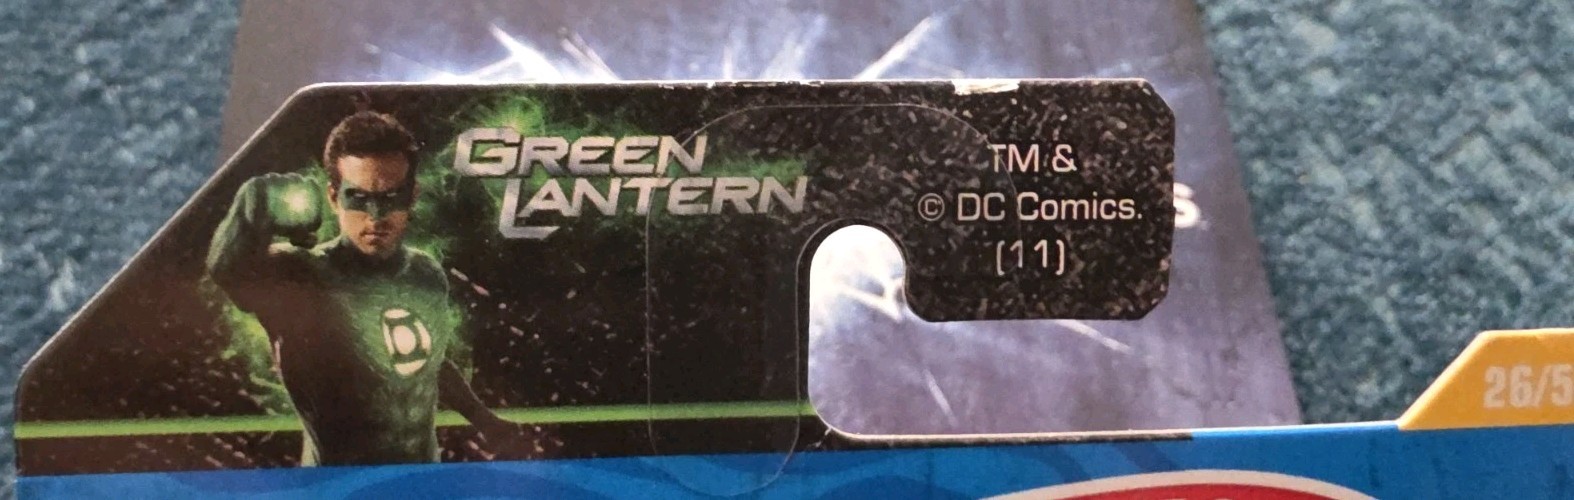 GREEN
LANTERN
TM &
© DC Comics.
(11)
S
26/5